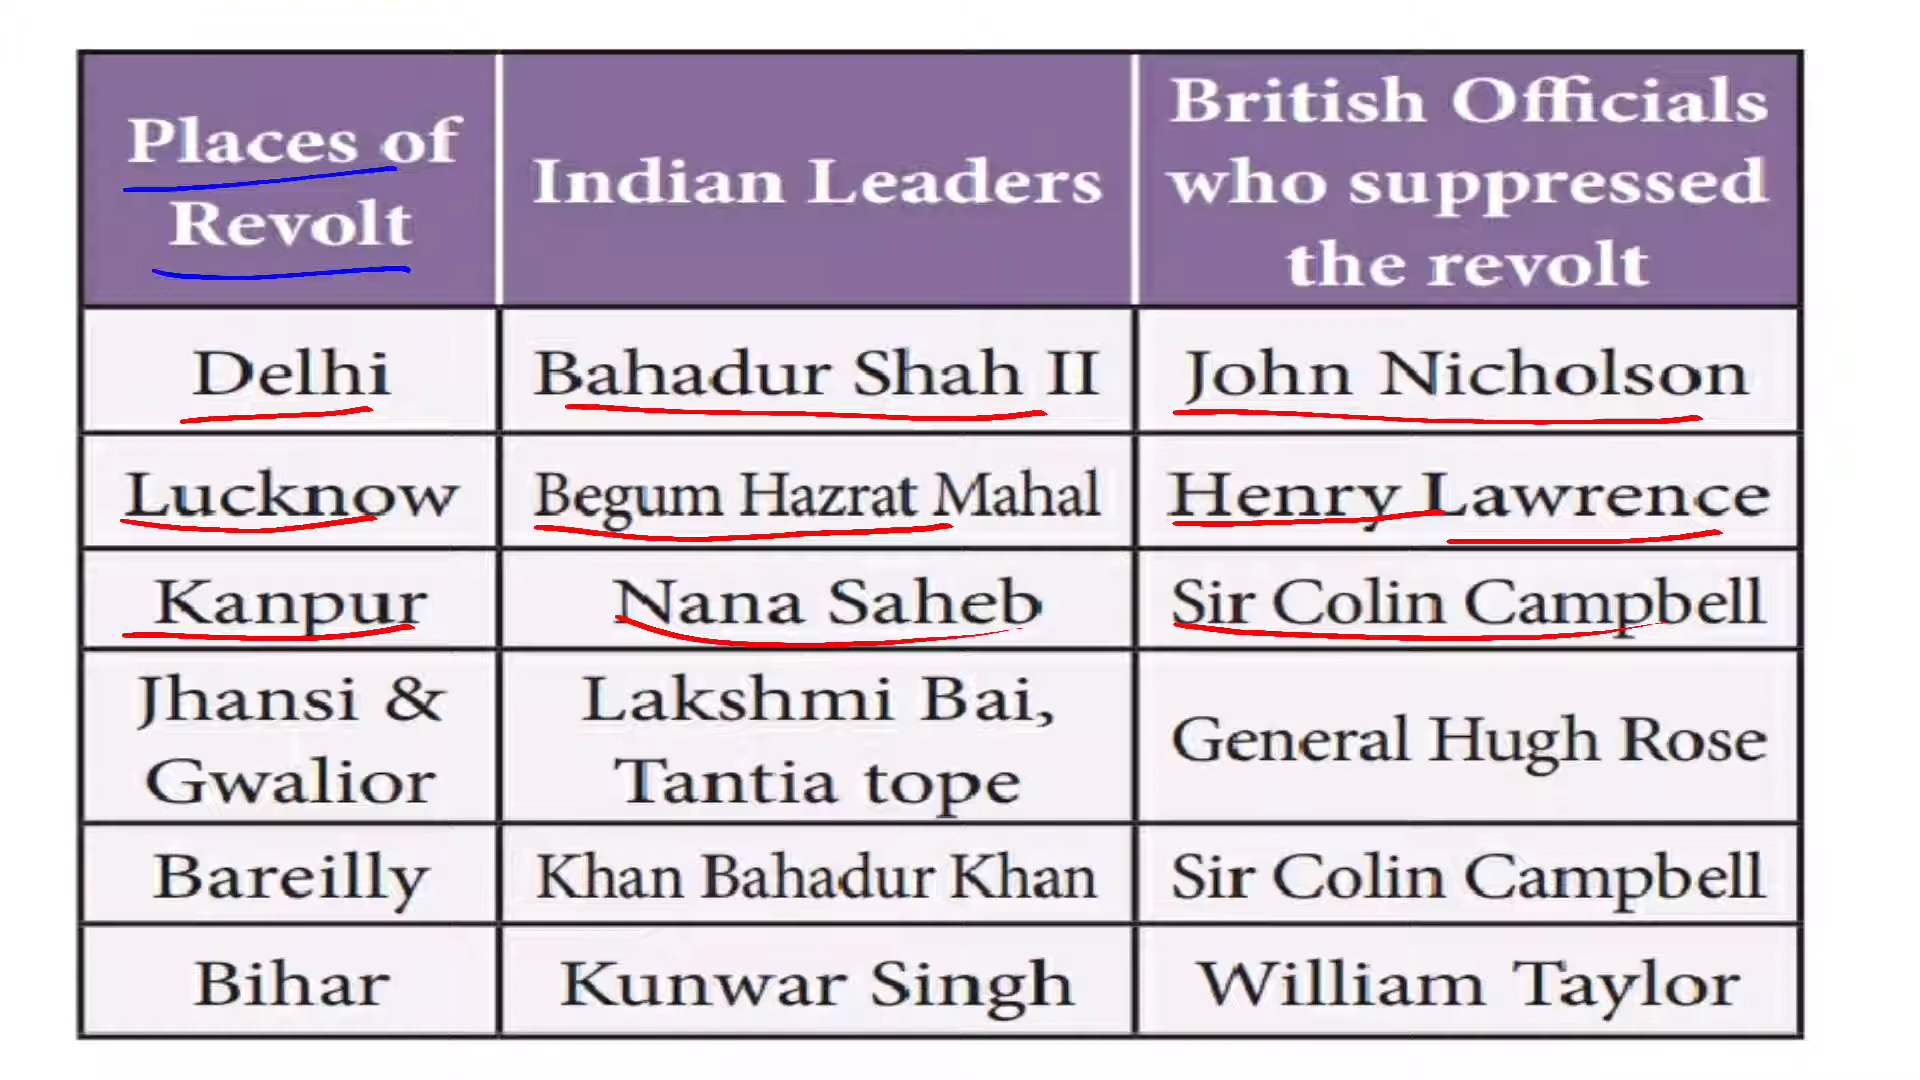 Places of
Revolt
Indian Leaders
British Officials
who suppressed
the revolt
Delhi
Bahadur Shah II
John Nicholson
Lucknow
Begum Hazrat Mahal
Henry Lawrence
Kanpur
Nana Saheb
Sir Colin Campbell
Jhansi &
Gwalior
Lakshmi Bai,
Tantia tope
General Hugh Rose
Bareilly
Khan Bahadur Khan
Sir Colin Campbell
Bihar
Kunwar Singh
William Taylor